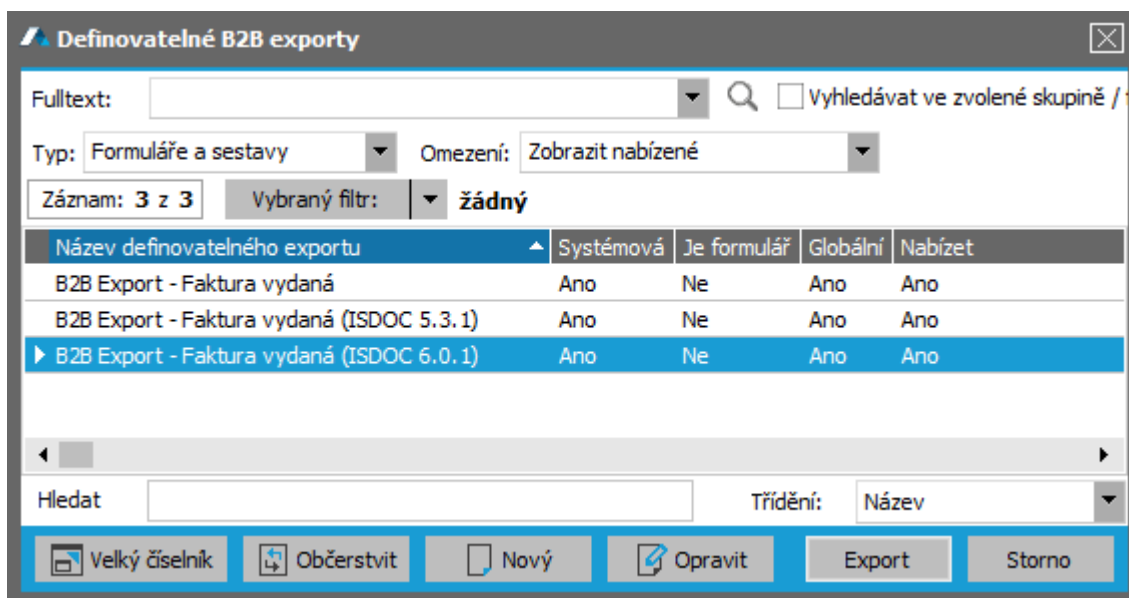 Definovatelné B2B exporty
Fulltext: Vyhledávat ve zvolené skupině /
Typ: Formuláře a sestavy Omezení: Zobrazit nabízené
Záznam: 3 z 3 Vybraný filtr: žádný
Název definovatelného exportu Systémová Je formulář Globální Nabízet
B2B Export - Faktura vydaná Ano Ne Ano Ano
B2B Export - Faktura vydaná (ISDOC 5.3.1) Ano Ne Ano Ano
B2B Export - Faktura vydaná (ISDOC 6.0.1) Ano Ne Ano Ano
Hledat Třídění: Název
Velký číselník Občerstvit Nový Opravit Export Storno